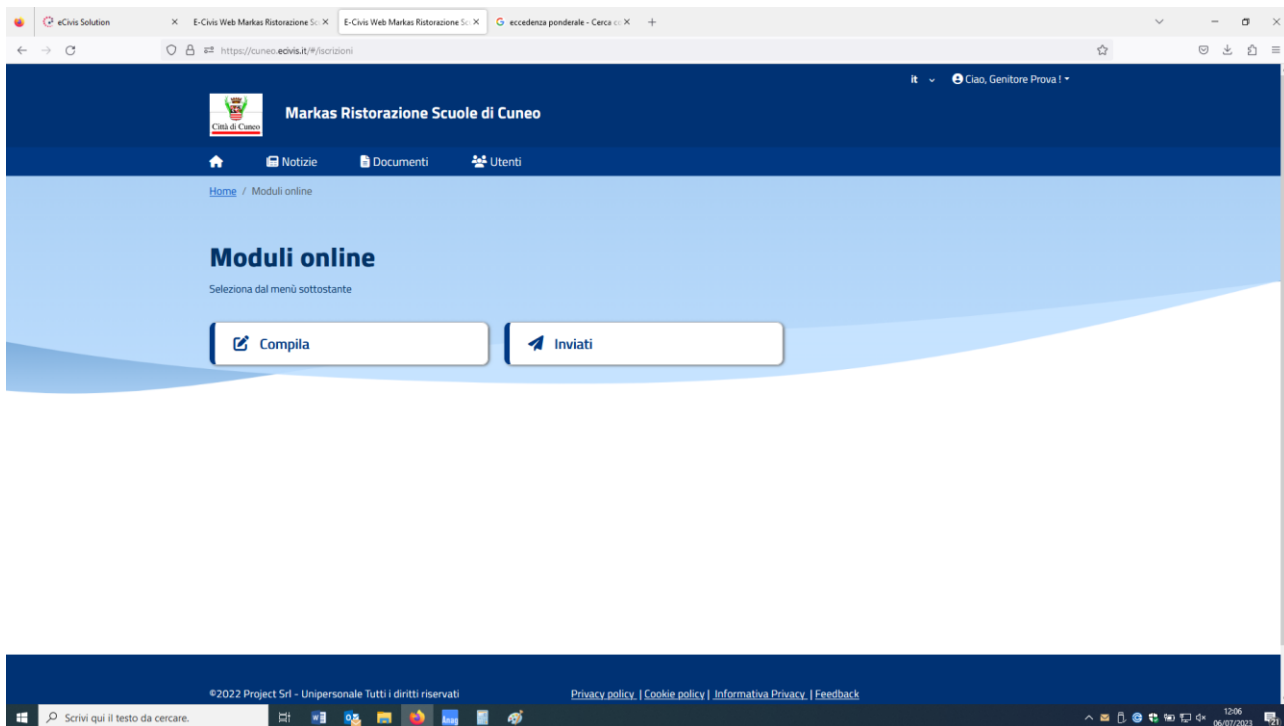 eCivis Solution
E-Civis Web Markas Ristorazione Sc
E-Civis Web Markas Ristorazione Sc
eccedenza ponderale - Cerca
https://cuneo.ecivis.it/#/iscrizioni
it Ciao, Genitore Prova !
Città di Cuneo
Markas Ristorazione Scuole di Cuneo
Notizie Documenti Utenti
Home / Moduli online
Moduli online
Seleziona dal menù sottostante
Compila Inviati
©2022 Project Srl - Unipersonale Tutti i diritti riservati Privacy policy | Cookie policy | Informativa Privacy | Feedback
Scrivi qui il testo da cercare.
12:06
06/07/2023